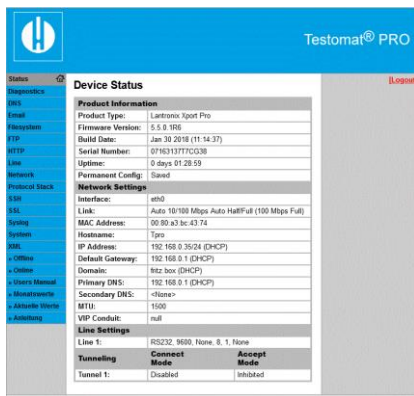 Testomat® PRO
[Logout
Status
Diagnostics
DNS
Email
Filesystem
FTP
HTTP
Line
Network
Protocol Stack
SSH
SSL
Syslog
System
XML
» Offline
» Online
» Users Manual
» Monatswerte
» Aktuelle Werte
» Anleitung
Device Status
Product Information
Product Type: Lantronix Xport Pro
Firmware Version: 5.5.0.1R6
Build Date: Jan 30 2018 (11:14:37)
Serial Number: 07163137T7CG38
Uptime: 0 days 01:28:59
Permanent Config: Saved
Network Settings
Interface: eth0
Link: Auto 10/100 Mbps Auto Half/Full (100 Mbps Full)
MAC Address: 00:80:a3:bc:43:74
Hostname: Tpro
IP Address: 192.168.0.35/24 (DHCP)
Default Gateway: 192.168.0.1 (DHCP)
Domain: fritz.box (DHCP)
Primary DNS: 192.168.0.1 (DHCP)
Secondary DNS: <None>
MTU: 1500
VIP Conduit: null
Line Settings
Line 1: RS232, 9600, None, 8, 1, None
Tunneling Connect Mode Accept Mode
Tunnel 1: Disabled Inhibited